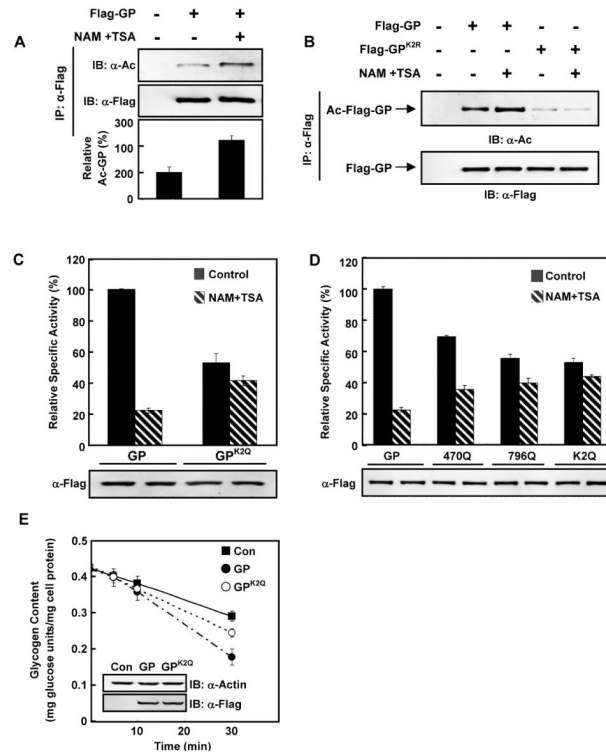 A
Flag-GP - + +
NAM +TSA - - +
IP: α-Flag
IB: α-Ac
IB: α-Flag
Relative Ac-GP (%)
300
100
200
B
Flag-GP - + + - -
Flag-GP^K2R - - - + +
NAM +TSA - - + - +
IP: α-Flag
Ac-Flag-GP
IB: α-Ac
Flag-GP
IB: α-Flag
C
Relative Specific Activity (%)
120
100
80
60
40
20
0
Control
NAM+TSA
GP GP^K2Q
α-Flag
D
Relative Specific Activity (%)
120
100
80
60
40
20
0
Control
NAM+TSA
GP 470Q 796Q K2Q
α-Flag
E
Glycogen Content
(mg glucose units/mg cell protein)
0.5
0.4
0.3
0.2
0.1
0
Con
GP
GP^K2Q
Con GP GP^K2Q
IB: α-Actin
IB: α-Flag
10 20 30
Time (min)